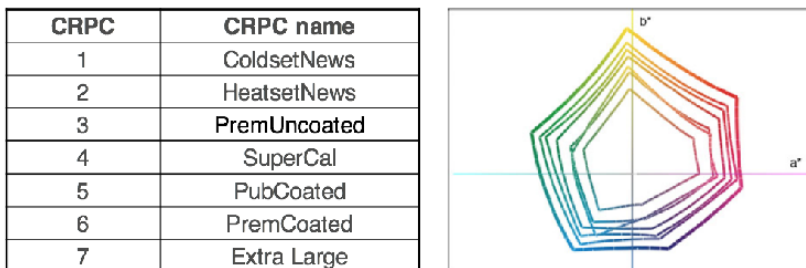 CRPC CRPC name
1 ColdsetNews
2 HeatsetNews
3 PremUncoated
4 SuperCal
5 PubCoated
6 PremCoated
7 Extra Large
b*
a*